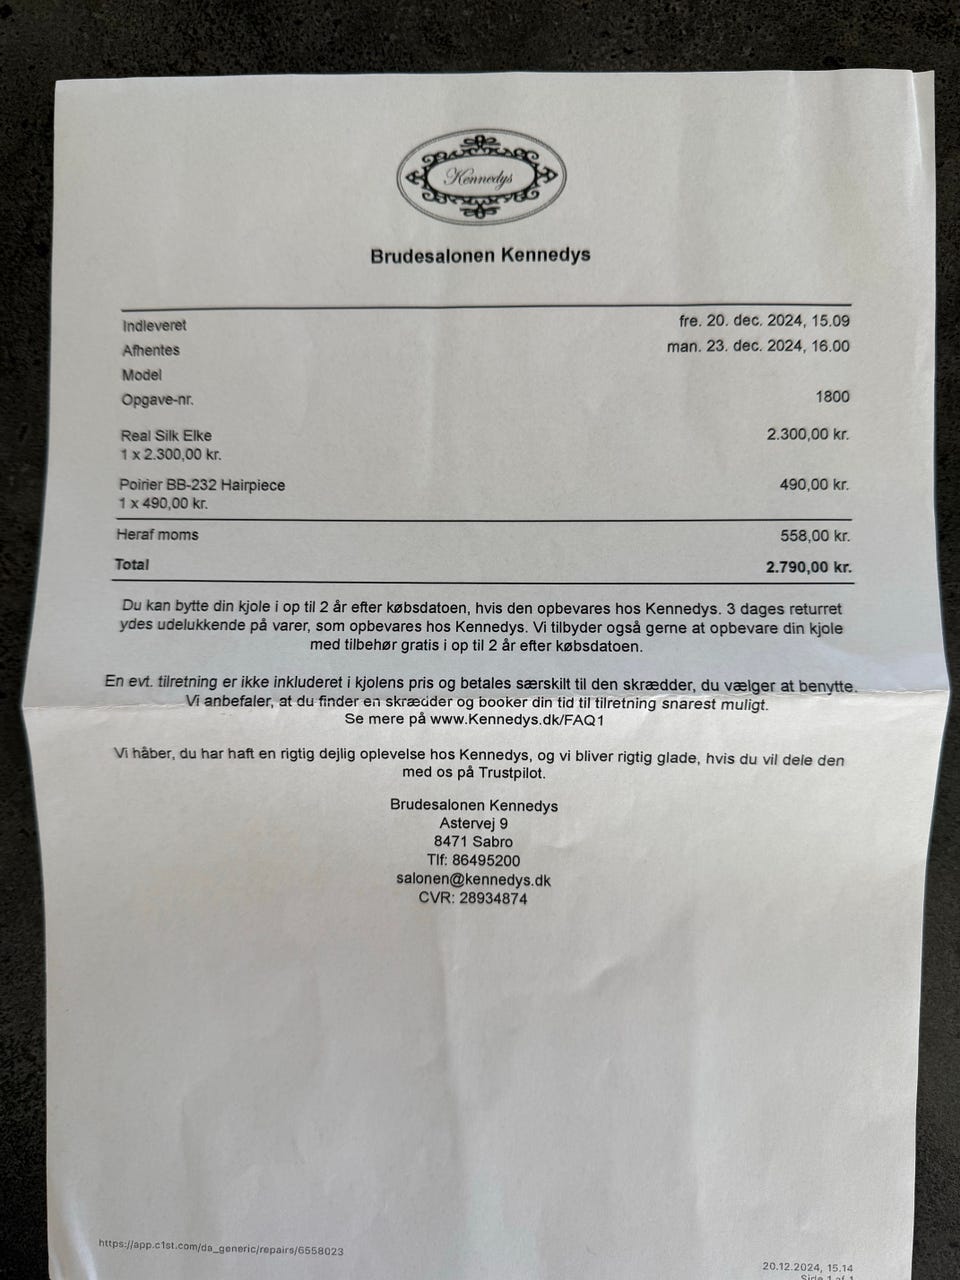 Kennedys
Brudesalonen Kennedys
Indleveret fre. 20. dec. 2024, 15.09
Afhentes man. 23. dec. 2024, 16.00
Model
Opgave-nr. 1800
Real Silk Elke 2.300,00 kr.
1 x 2.300,00 kr.
Poirier BB-232 Hairpiece 490,00 kr.
1 x 490,00 kr.
Heraf moms 558,00 kr.
Total 2.790,00 kr.
Du kan bytte din kjole i op til 2 år efter købsdatoen, hvis den opbevares hos Kennedys. 3 dages returret
ydes udelukkende på varer, som opbevares hos Kennedys. Vi tilbyder også gerne at opbevare din kjole
med tilbehør gratis i op til 2 år efter købsdatoen.
En evt. tilretning er ikke inkluderet i kjolens pris og betales særskilt til den skrædder, du vælger at benytte.
Vi anbefaler, at du finder en skrædder og booker din tid til tilretning snarest muligt.
Se mere på www.Kennedys.dk/FAQ1
Vi håber, du har haft en rigtig dejlig oplevelse hos Kennedys, og vi bliver rigtig glade, hvis du vil dele den
med os på Trustpilot.
Brudesalonen Kennedys
Astervej 9
8471 Sabro
Tlf: 86495200
salonen@kennedys.dk
CVR: 28934874
https://app.c1st.com/da_generic/repairs/6558023
20.12.2024, 15.14
Side 1 af 1